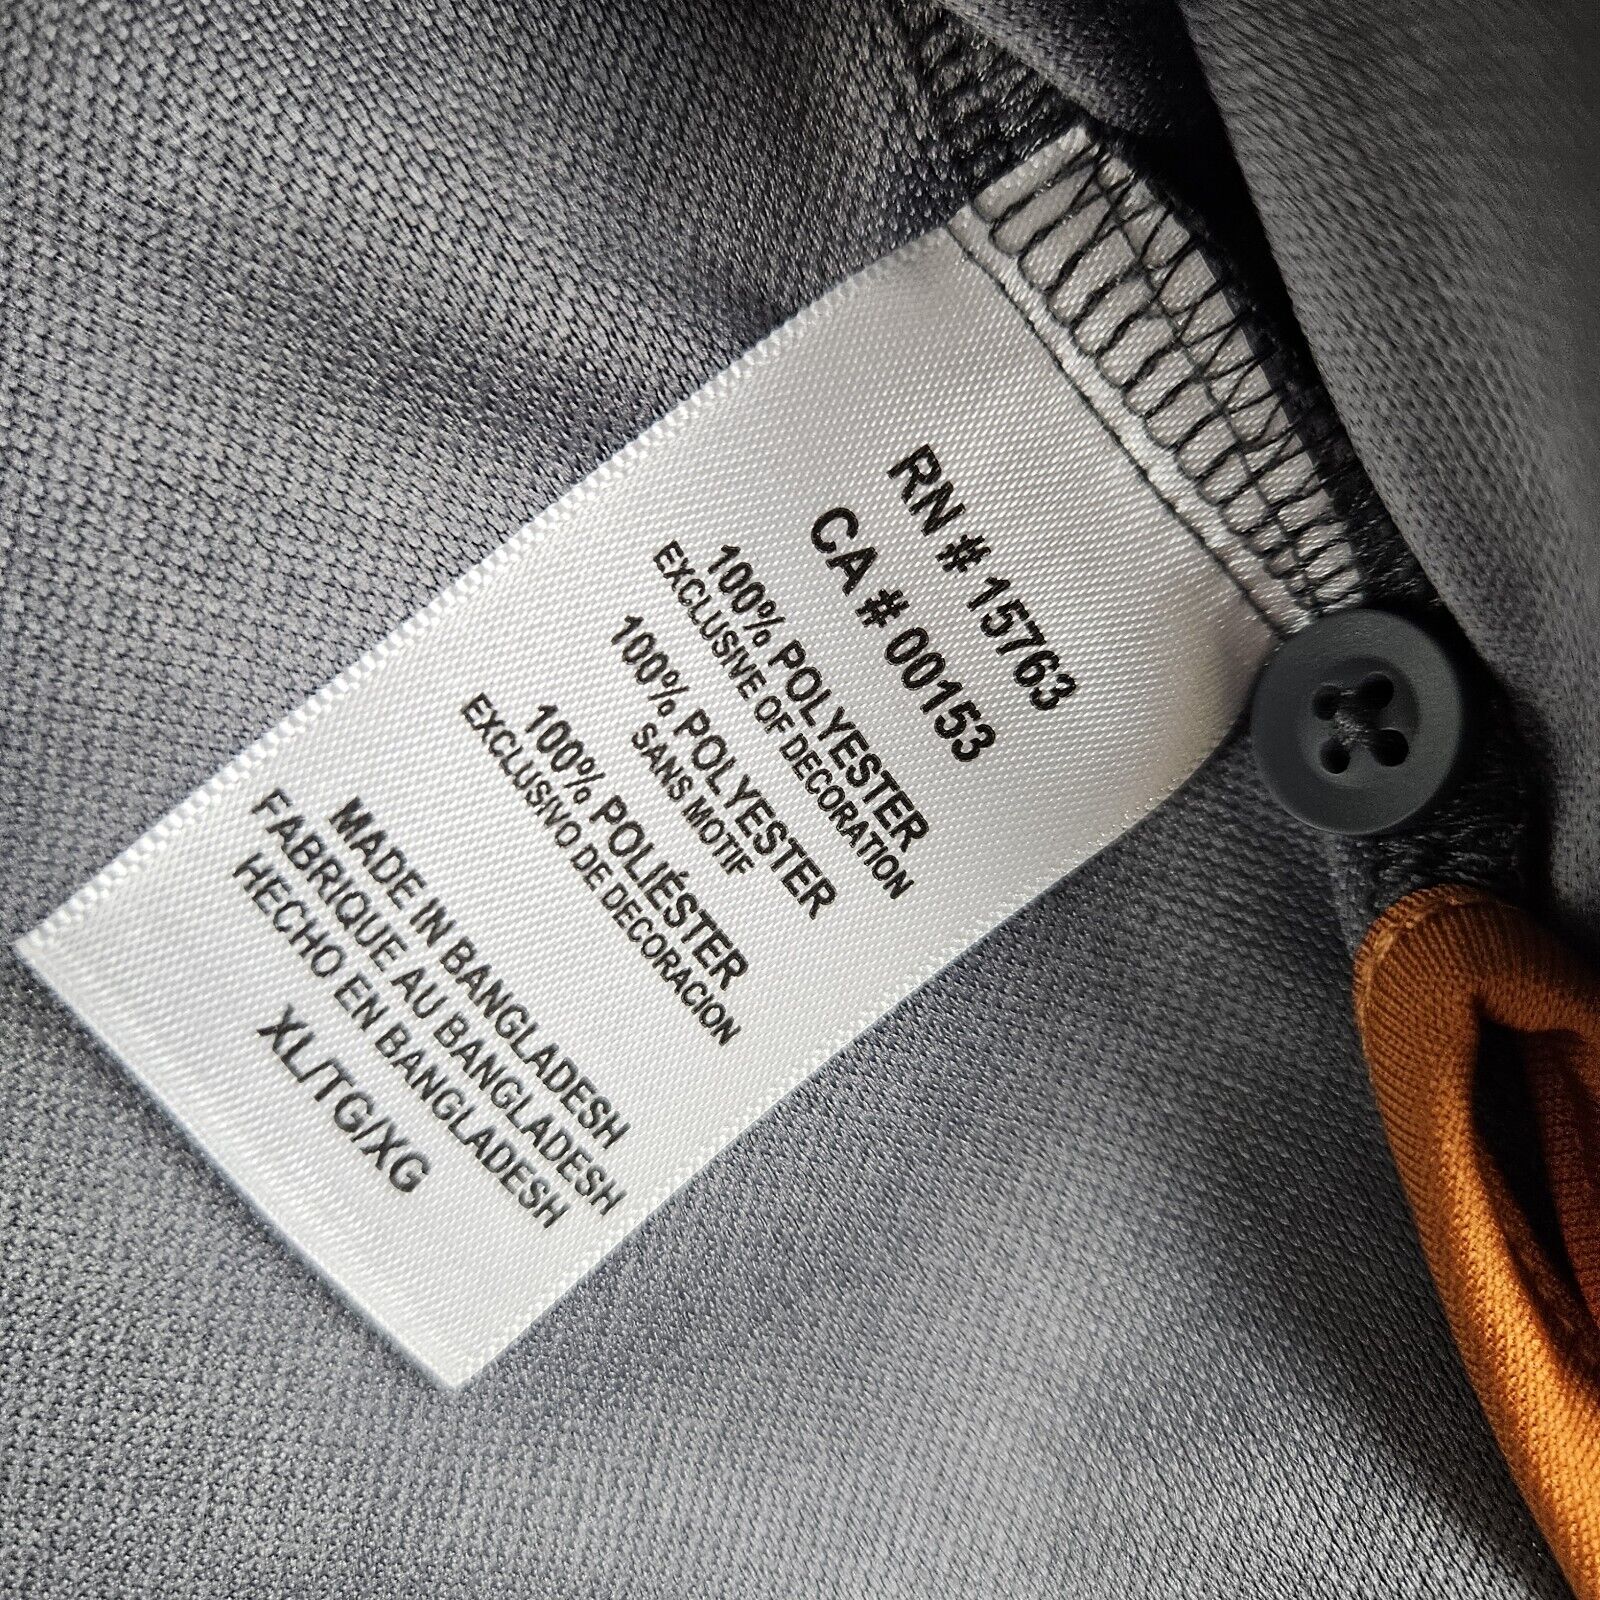 RN # 15763
CA # 00153
100% POLYESTER
EXCLUSIVE OF DECORATION
100% POLYESTER
SANS MOTIF
100% POLIÉSTER
EXCLUSIVO DE DECORACION
MADE IN BANGLADESH
FABRIQUE AU BANGLADESH
HECHO EN BANGLADESH
XL/TG/XG